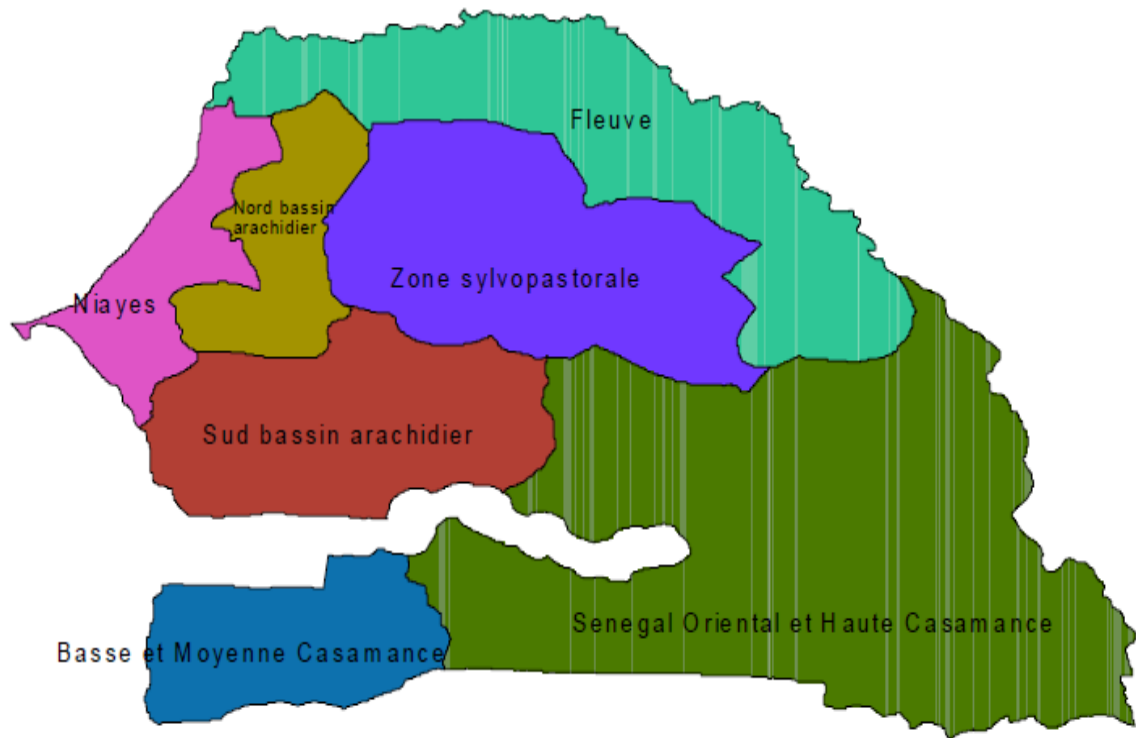 Fleuve
Nord bassin
arachidier
Zone sylvopastorale
Niayes
Sud bassin arachidier
Senegal Oriental et Haute Casamance
Basse et Moyenne Casamance